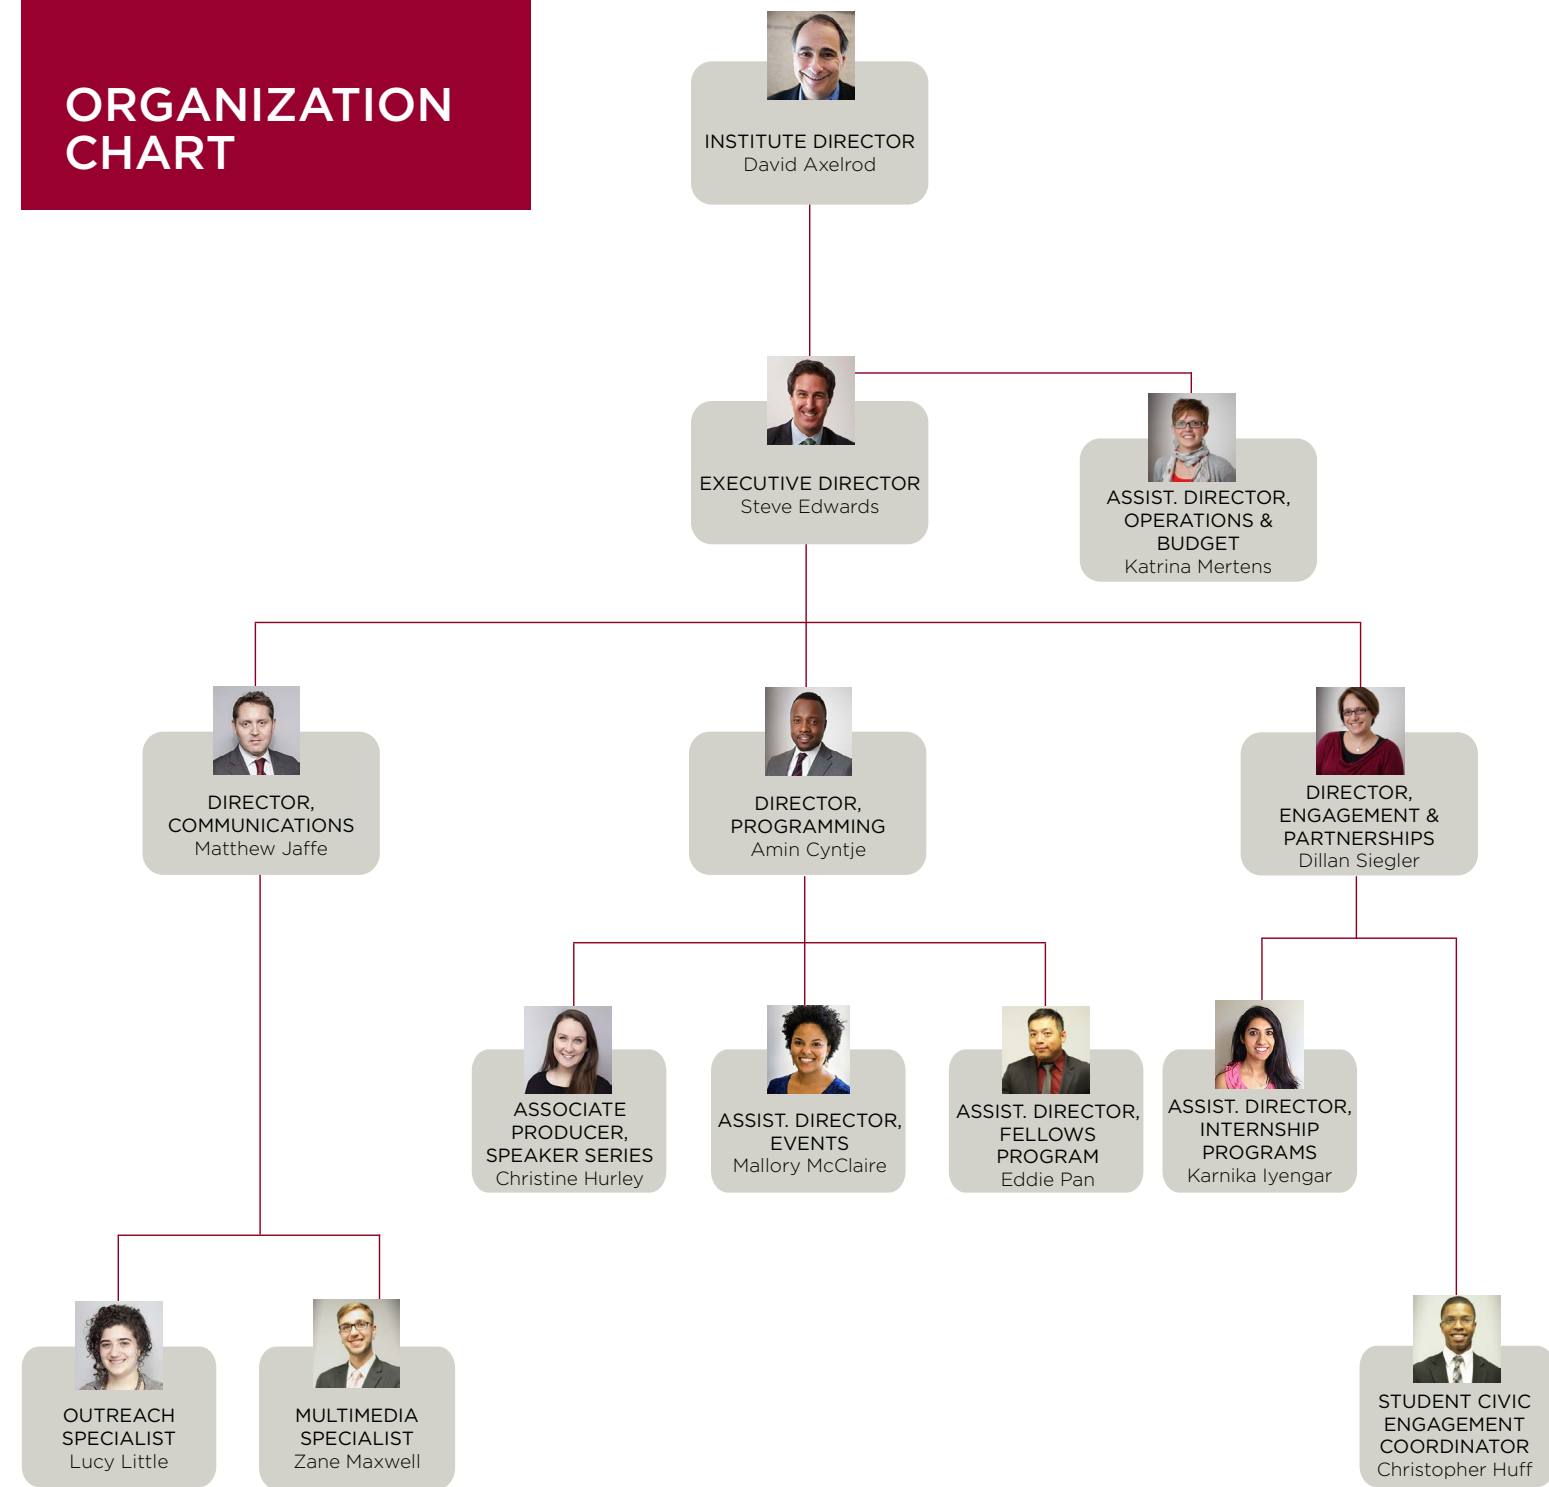 ORGANIZATION
CHART
INSTITUTE DIRECTOR
David Axelrod
EXECUTIVE DIRECTOR
Steve Edwards
ASSIST. DIRECTOR,
OPERATIONS &
BUDGET
Katrina Mertens
DIRECTOR,
COMMUNICATIONS
Matthew Jaffe
DIRECTOR,
PROGRAMMING
Amin Cyntje
DIRECTOR,
ENGAGEMENT &
PARTNERSHIPS
Dillan Siegler
ASSOCIATE
PRODUCER,
SPEAKER SERIES
Christine Hurley
ASSIST. DIRECTOR,
EVENTS
Mallory McClaire
ASSIST. DIRECTOR,
FELLOWS
PROGRAM
Eddie Pan
ASSIST. DIRECTOR,
INTERNSHIP
PROGRAMS
Karnika Iyengar
OUTREACH
SPECIALIST
Lucy Little
MULTIMEDIA
SPECIALIST
Zane Maxwell
STUDENT CIVIC
ENGAGEMENT
COORDINATOR
Christopher Huff